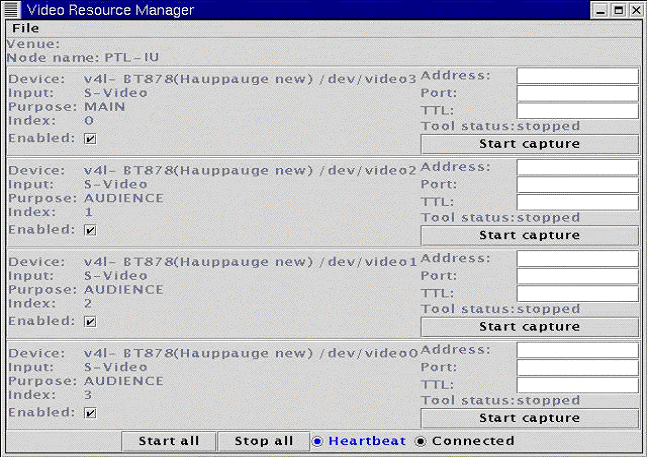 Video Resource Manager
File
Venue:
Node name: PTL-IU
Device: v4l- BT878(Hauppauge new) /dev/video3
Input: S-Video
Purpose: MAIN
Index: 0
Enabled:
Address:
Port:
TTL:
Tool status:stopped
Start capture
Device: v4l- BT878(Hauppauge new) /dev/video2
Input: S-Video
Purpose: AUDIENCE
Index: 1
Enabled:
Address:
Port:
TTL:
Tool status:stopped
Start capture
Device: v4l- BT878(Hauppauge new) /dev/video1
Input: S-Video
Purpose: AUDIENCE
Index: 2
Enabled:
Address:
Port:
TTL:
Tool status:stopped
Start capture
Device: v4l- BT878(Hauppauge new) /dev/video0
Input: S-Video
Purpose: AUDIENCE
Index: 3
Enabled:
Address:
Port:
TTL:
Tool status:stopped
Start capture
Start all Stop all Heartbeat Connected